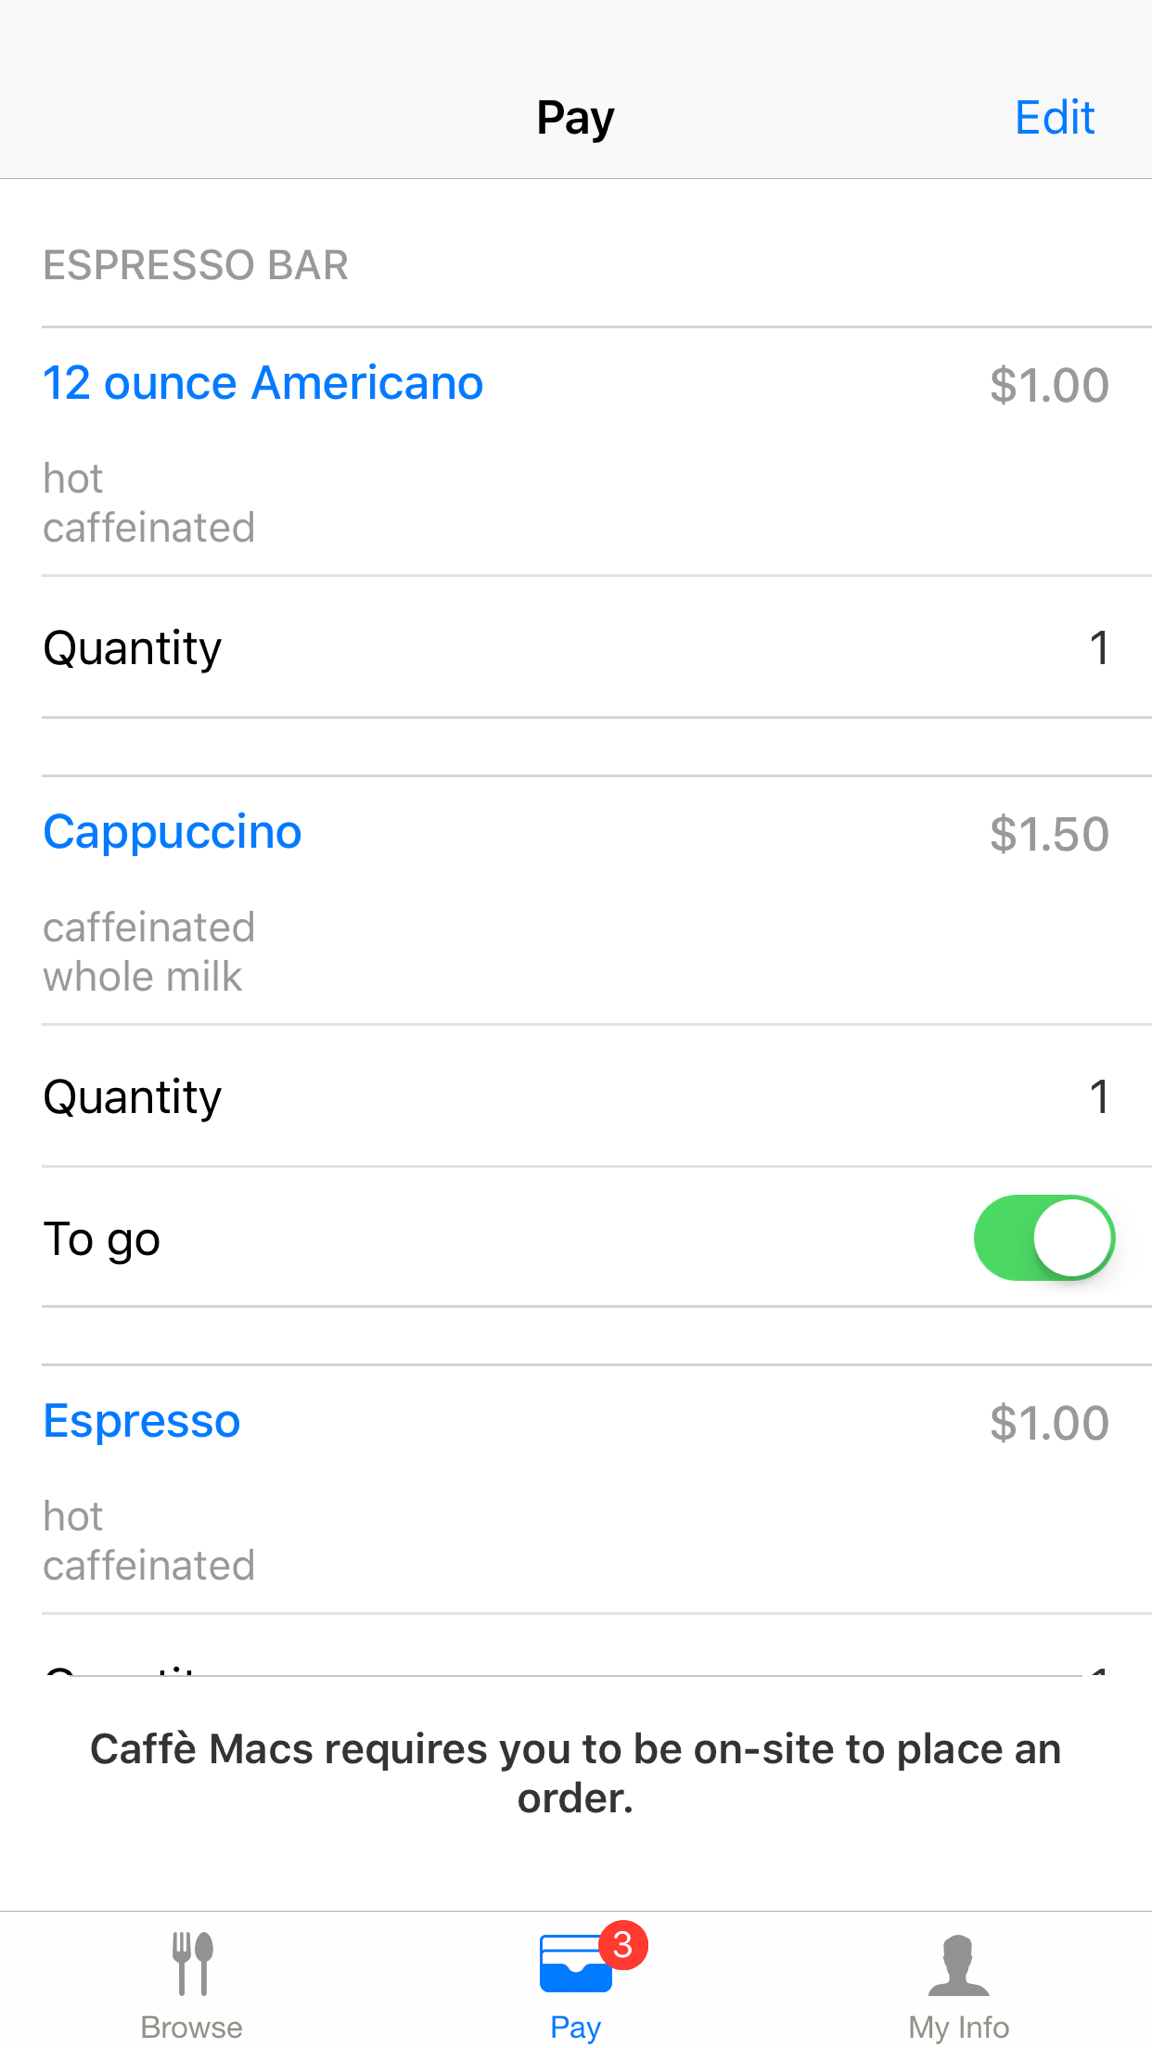 Pay
Edit
ESPRESSO BAR
12 ounce Americano
$1.00
hot
caffeinated
Quantity
1
Cappuccino
$1.50
caffeinated
whole milk
Quantity
1
To go
Espresso
$1.00
hot
caffeinated
Caffè Macs requires you to be on-site to place an
order.
3
Browse
Pay
My Info